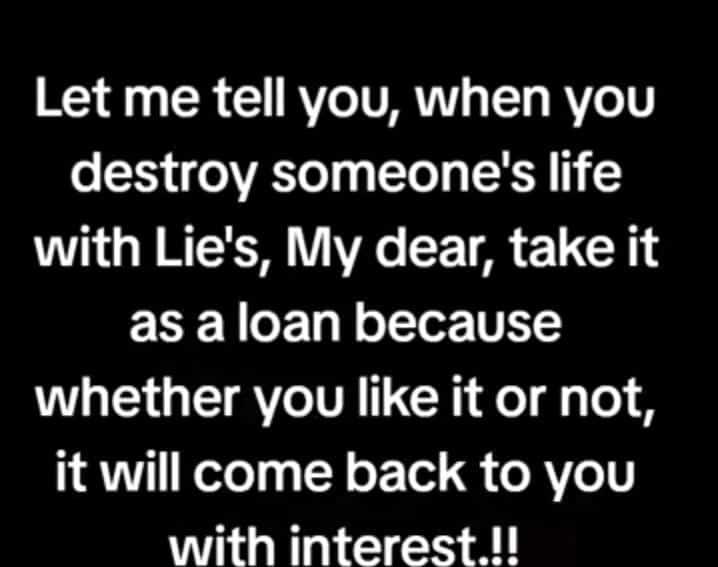 Let me tell you, when you
destroy someone's life
with Lie's, My dear, take it
as a loan because
whether you like it or not,
it will come back to you
with interest.!!